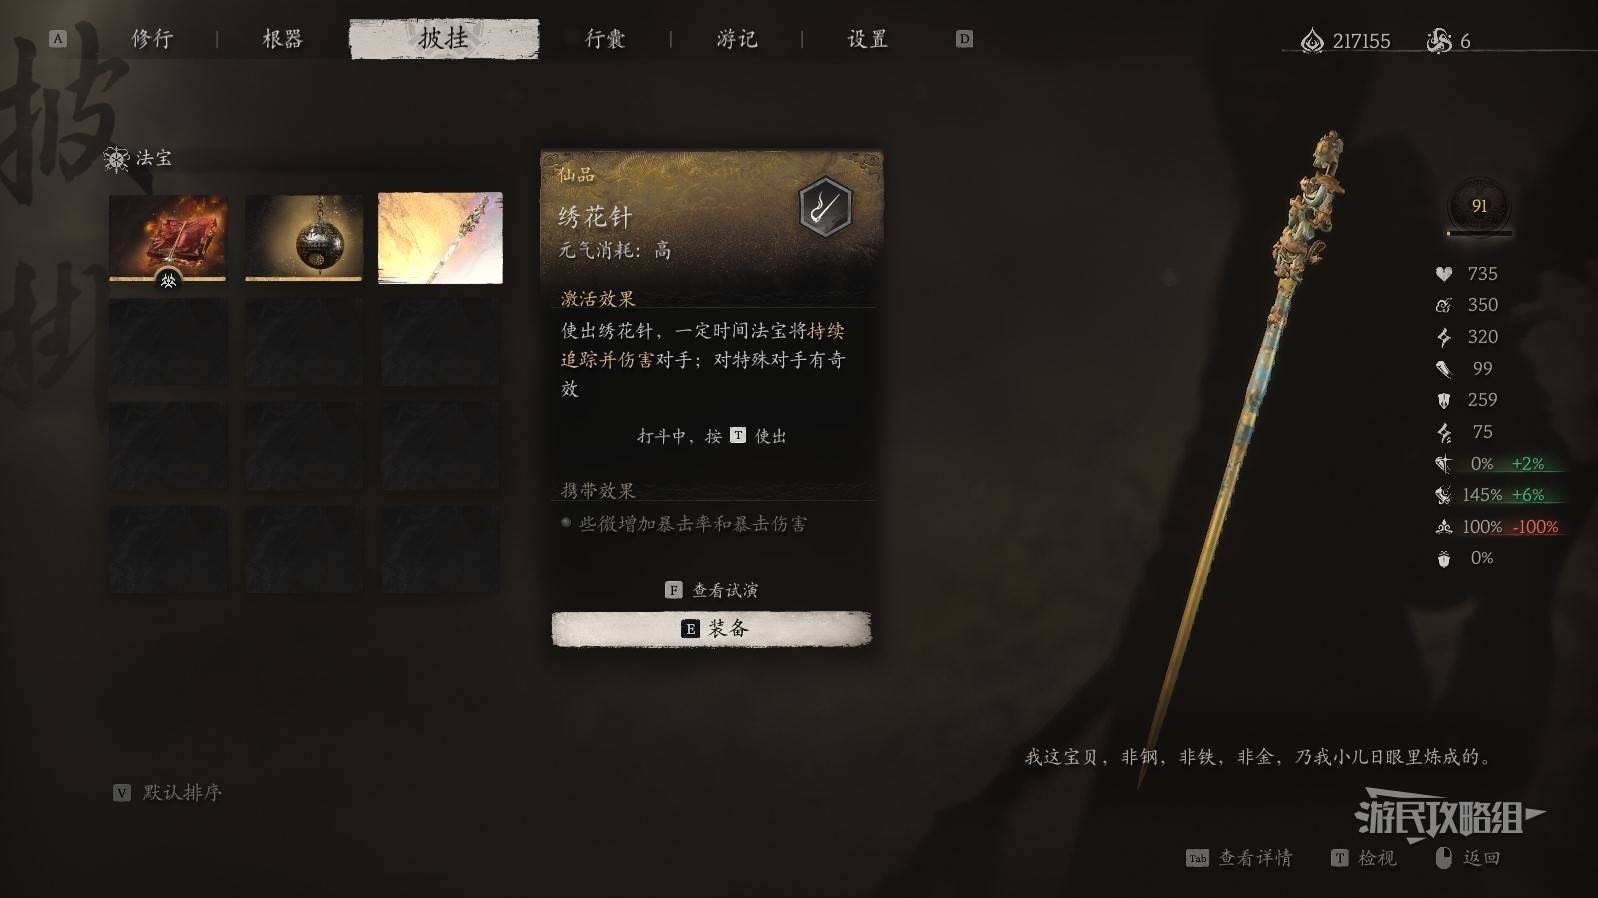 A 修行 | 根器 披挂 行囊 | 游记 | 设置 D
217155 6
披挂
法宝
仙品
绣花针
元气消耗：高
激活效果
使出绣花针，一定时间法宝将持续
追踪并伤害对手；对特殊对手有奇
效
打斗中，按 T 使出
携带效果
些微增加暴击率和暴击伤害
F 查看试演
E 装备
91
735
350
320
99
259
75
0% +2%
145% +6%
100% -100%
0%
我这宝贝，非钢，非铁，非金，乃我小儿日眼里炼成的。
V 默认排序
游民攻略组
Tab 查看详情 T 检视 返回